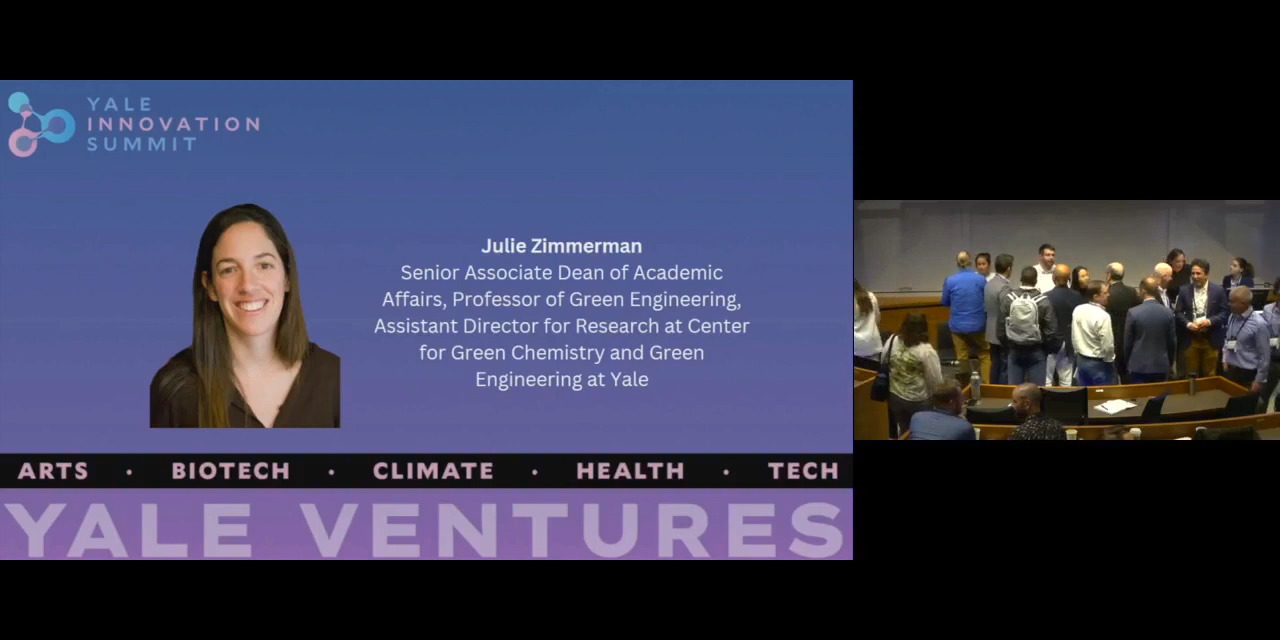 YALE
INNOVATION
SUMMIT
Julie Zimmerman
Senior Associate Dean of Academic
Affairs, Professor of Green Engineering,
Assistant Director for Research at Center
for Green Chemistry and Green
Engineering at Yale
ARTS · BIOTECH · CLIMATE · HEALTH · TECH
YALE VENTURES